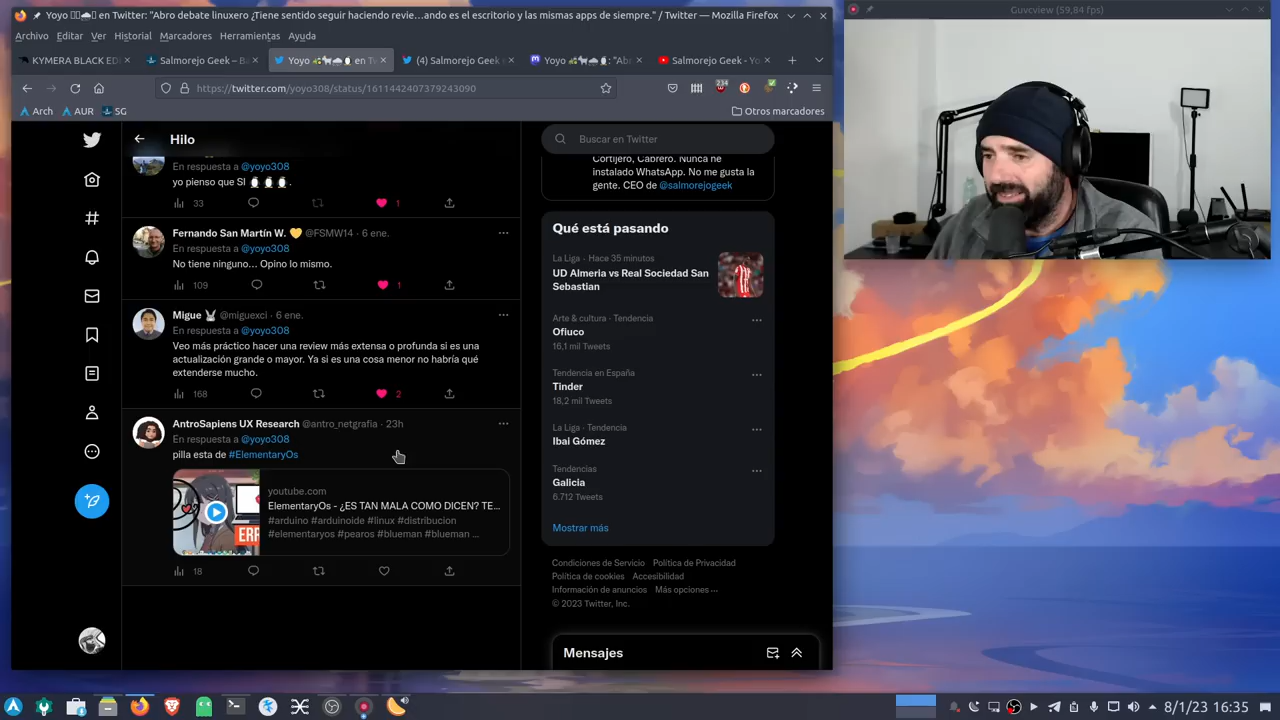 Yoyo en Twitter: "Abro debate linuxero ¿Tiene sentido seguir haciendo revie…ando es el escritorio y las mismas apps de siempre." / Twitter — Mozilla Firefox
Guvcview (59,84 fps)
Archivo Editar Ver Historial Marcadores Herramientas Ayuda
KYMERA BLACK EDI
Salmorejo Geek – Ba
Yoyo 🌿🐐🌧🐧 en Tw
(4) Salmorejo Geek
Yoyo 🌿🐐🌧🐧: "Abr
Salmorejo Geek - Yo
https://twitter.com/yoyo308/status/1611442407379243090
234
Arch AUR SG
Otros marcadores
Hilo
Buscar en Twitter
En respuesta a @yoyo308
yo pienso que SI 🐧🐧🐧.
33 1
Fernando San Martín W. 💛 @FSMW14 · 6 ene.
En respuesta a @yoyo308
No tiene ninguno... Opino lo mismo.
109 1
Migue 🐰 @miguexci · 6 ene.
En respuesta a @yoyo308
Veo más práctico hacer una review más extensa o profunda si es una
actualización grande o mayor. Ya si es una cosa menor no habría qué
extenderse mucho.
168 2
AntroSapiens UX Research @antro_netgrafia · 23h
En respuesta a @yoyo308
pilla esta de #ElementaryOs
ERR
youtube.com
ElementaryOs - ¿ES TAN MALA COMO DICEN? TE...
#arduino #arduinoide #linux #distribucion
#elementaryos #pearos #blueman #blueman ...
18
Cortijero, Cabrero. Nunca he
instalado WhatsApp. No me gusta la
gente. CEO de @salmorejogeek
Qué está pasando
La Liga · Hace 35 minutos
UD Almeria vs Real Sociedad San
Sebastian
Arte & cultura · Tendencia
Ofiuco
16,1 mil Tweets
Tendencia en España
Tinder
18,2 mil Tweets
La Liga · Tendencia
Ibai Gómez
Tendencias
Galicia
6.712 Tweets
Mostrar más
Condiciones de Servicio Política de Privacidad
Política de cookies Accesibilidad
Información de anuncios Más opciones ···
© 2023 Twitter, Inc.
Mensajes
8/1/23 16:35